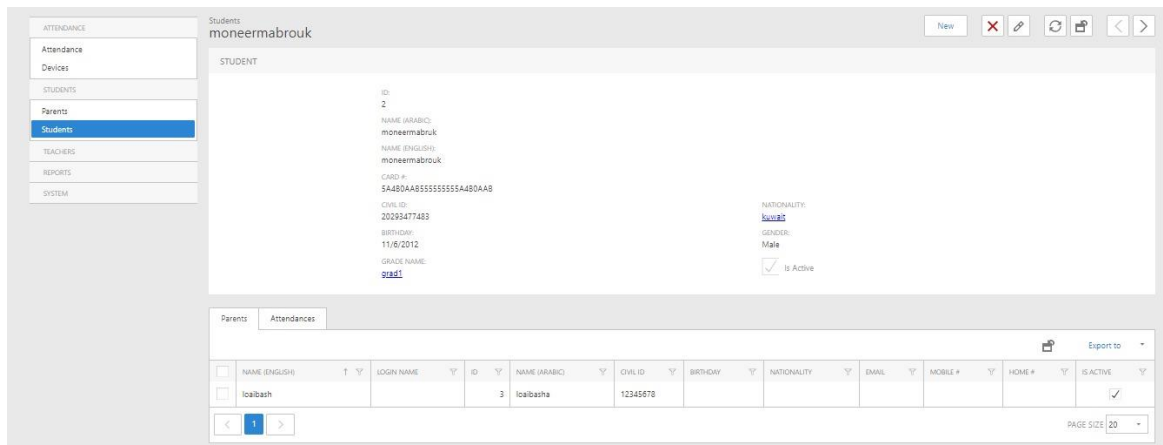 Students
moneermabrouk
New
ATTENDANCE
Attendance
Devices
STUDENTS
Parents
Students
TEACHERS
REPORTS
SYSTEM
STUDENT
ID:
2
NAME (ARABIC):
moneermabruk
NAME (ENGLISH):
moneermabrouk
CARD #:
5A4B0AAB555555555A4B0AAB
CIVIL ID:
20293477483
NATIONALITY:
kuwait
BIRTHDAY:
11/6/2012
GENDER:
Male
GRADE NAME:
grad1
Is Active
Parents Attendances
Export to
NAME (ENGLISH) LOGIN NAME ID NAME (ARABIC) CIVIL ID BIRTHDAY NATIONALITY EMAIL MOBILE # HOME # IS ACTIVE
loaibash 3 loaibasha 12345678
1 PAGE SIZE 20